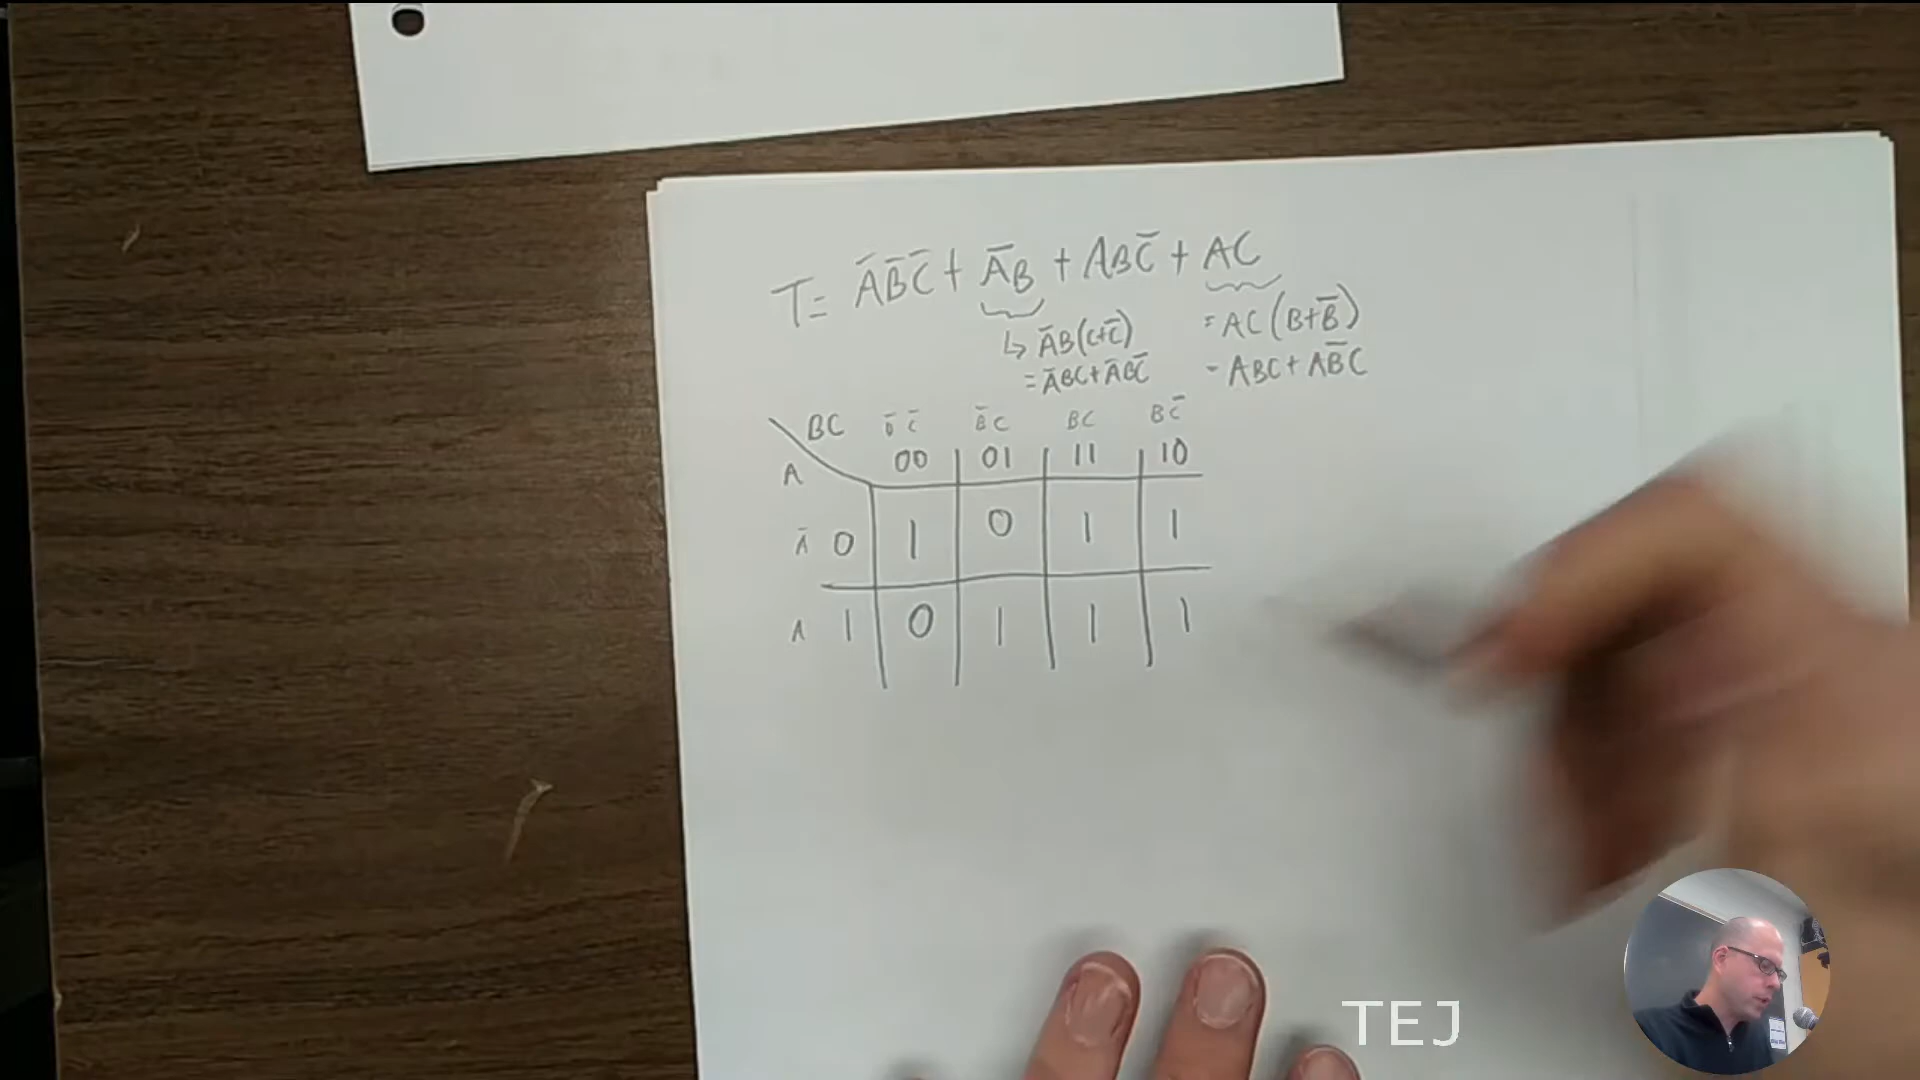 T = A̅B̅C̅ + A̅B + ABC̅ + AC
↳ A̅B(C+C̅)
= A̅BC + A̅BC̅
= AC(B+B̅)
= ABC + AB̅C
BC B̅C̅ B̅C BC BC̅
A 00 01 11 10
A̅ 0 1 0 1 1
A 1 0 1 1 1
TEJ